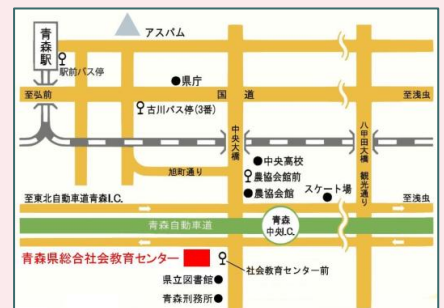 アスパム
青森駅
駅前バス停
県庁
至弘前
国道
至浅虫
古川バス停(3番)
中央大橋
八甲田大橋 観光通り
中央高校
旭町通り
農協会館前
農協会館
スケート場
至東北自動車道青森I.C.
至浅虫
青森自動車道
青森中央I.C.
青森県総合社会教育センター
社会教育センター前
県立図書館
青森刑務所